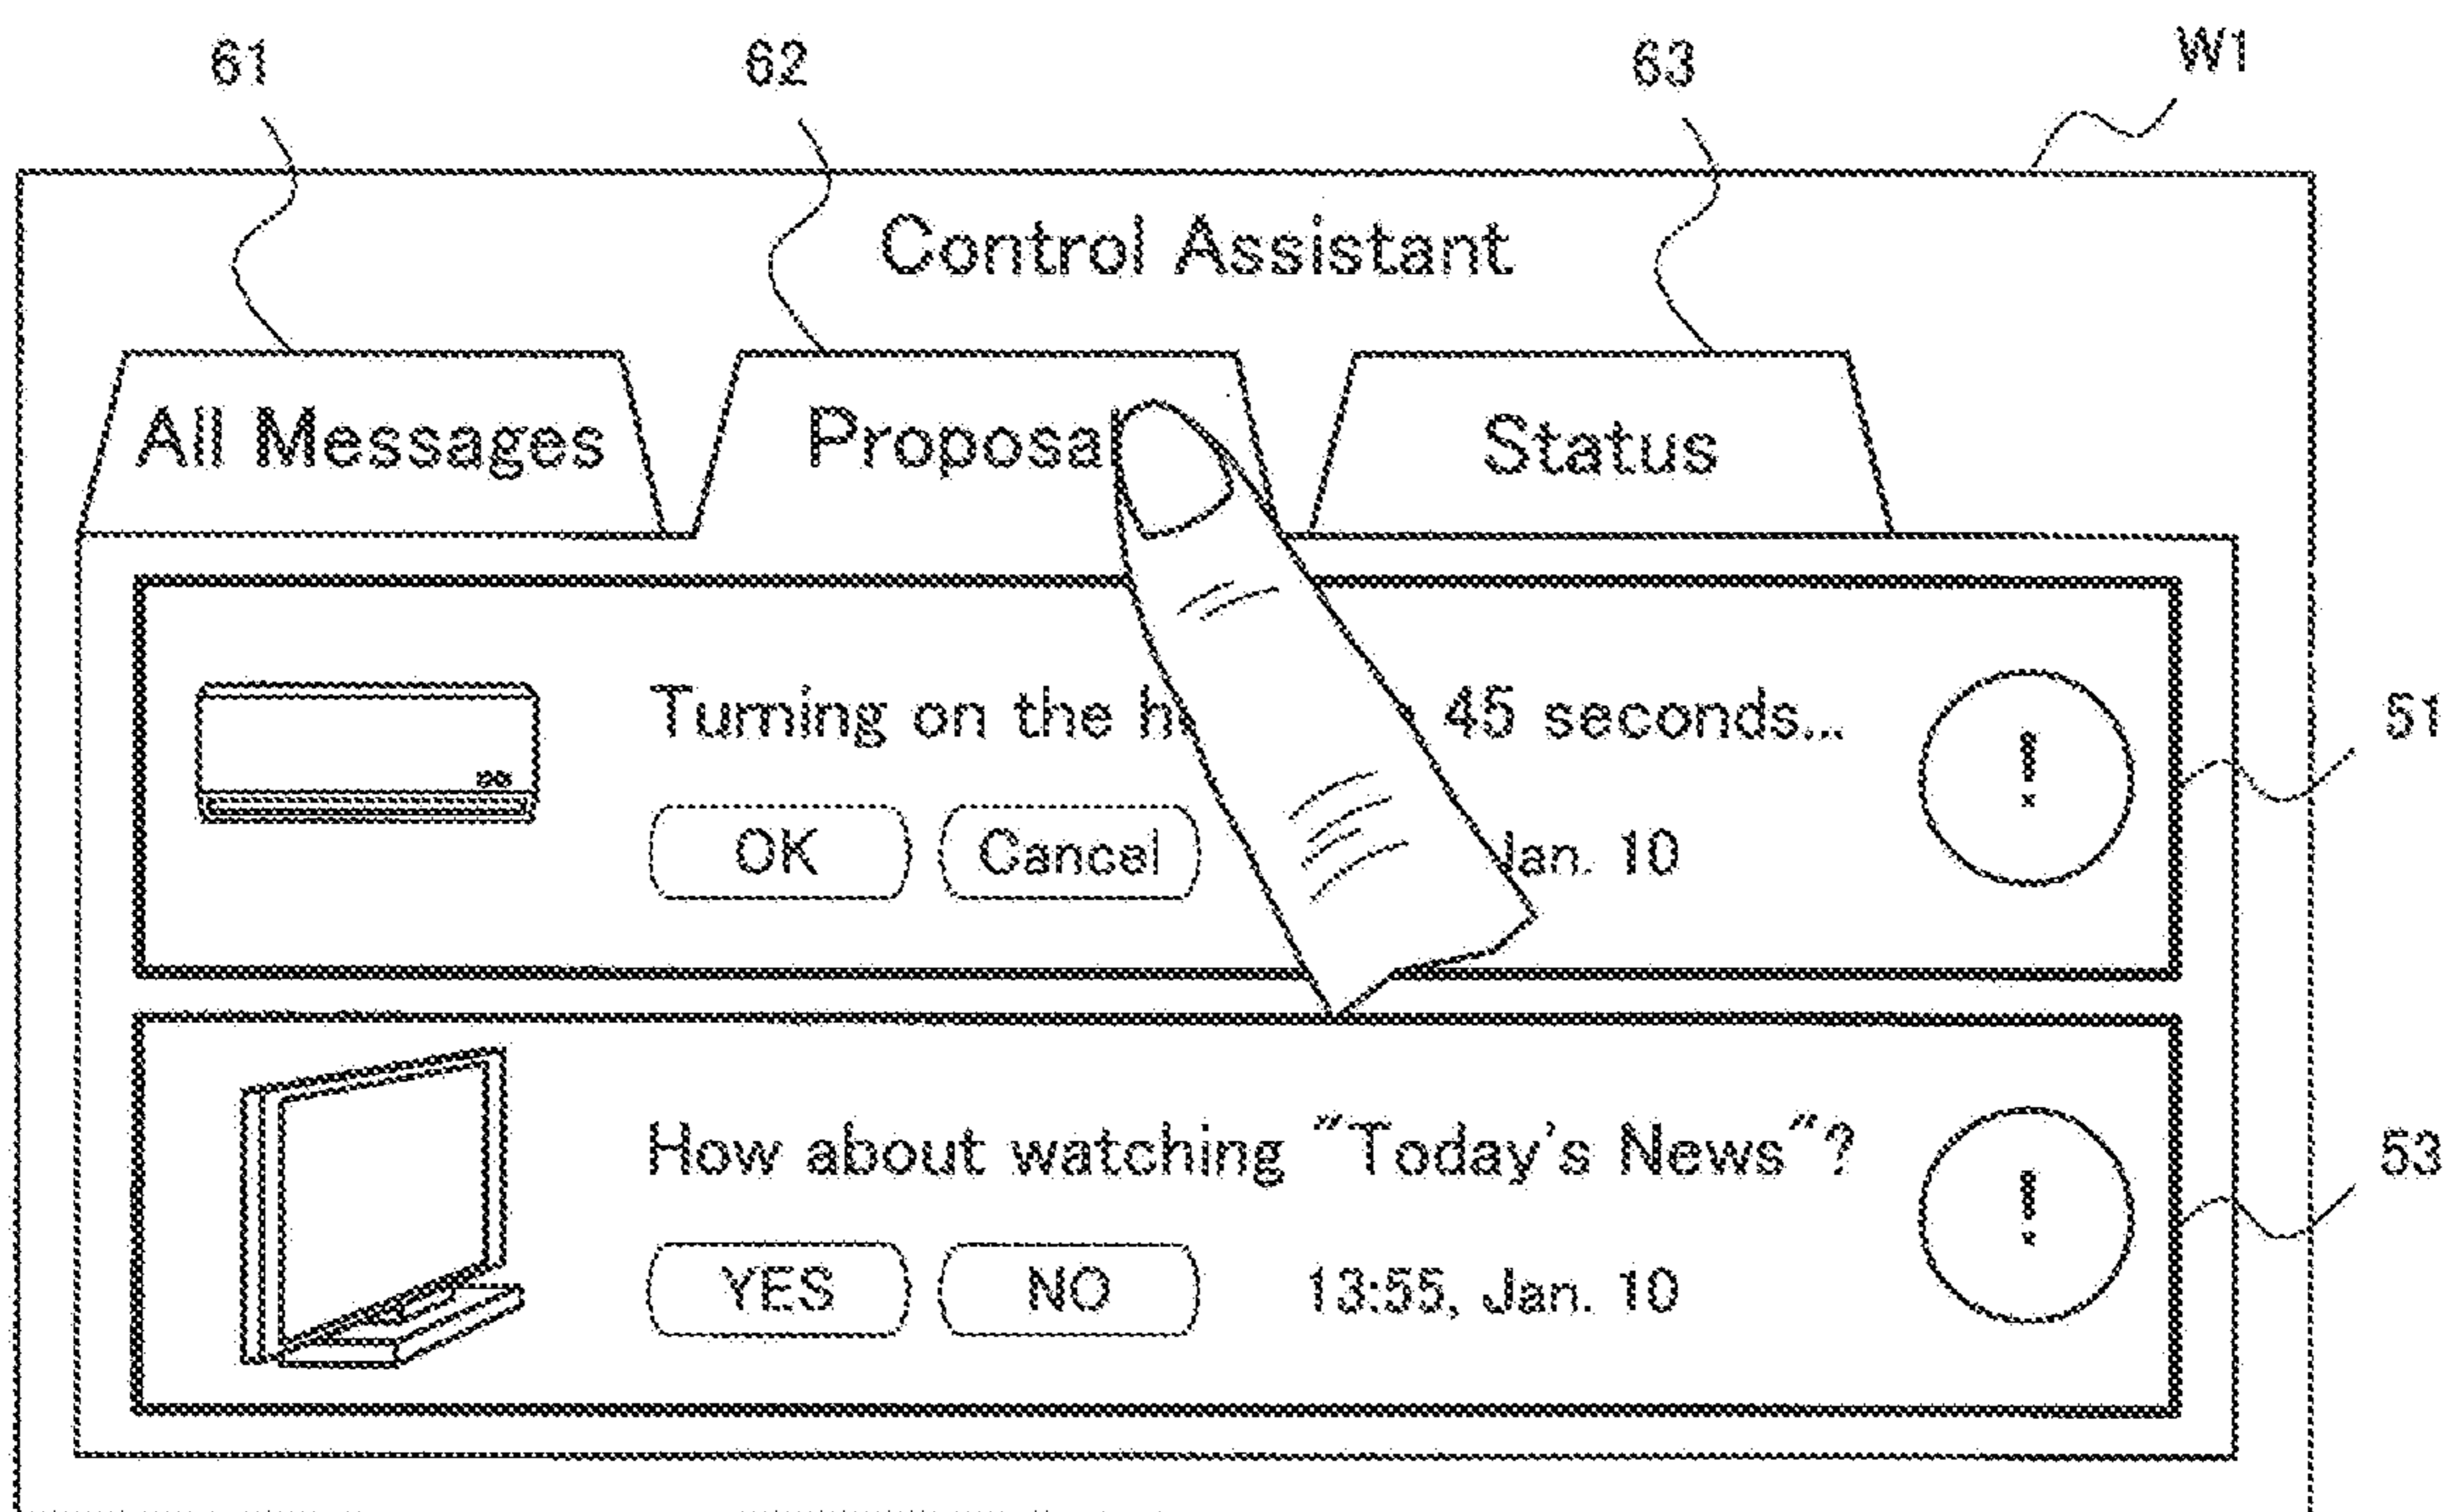 61 62 63 W1
Control Assistant
All Messages Proposal Status
Turning on the 45 seconds...
51
OK Cancel Jan. 10
!
How about watching "Today's News"?
53
YES NO 13:55, Jan. 10
!